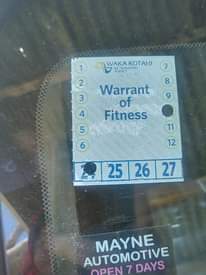 WAKA KOTAHI
1 7
2 8
3 Warrant 9
4 of
5 Fitness 11
6 12
25 26 27
MAYNE
AUTOMOTIVE
OPEN 7 DAYS